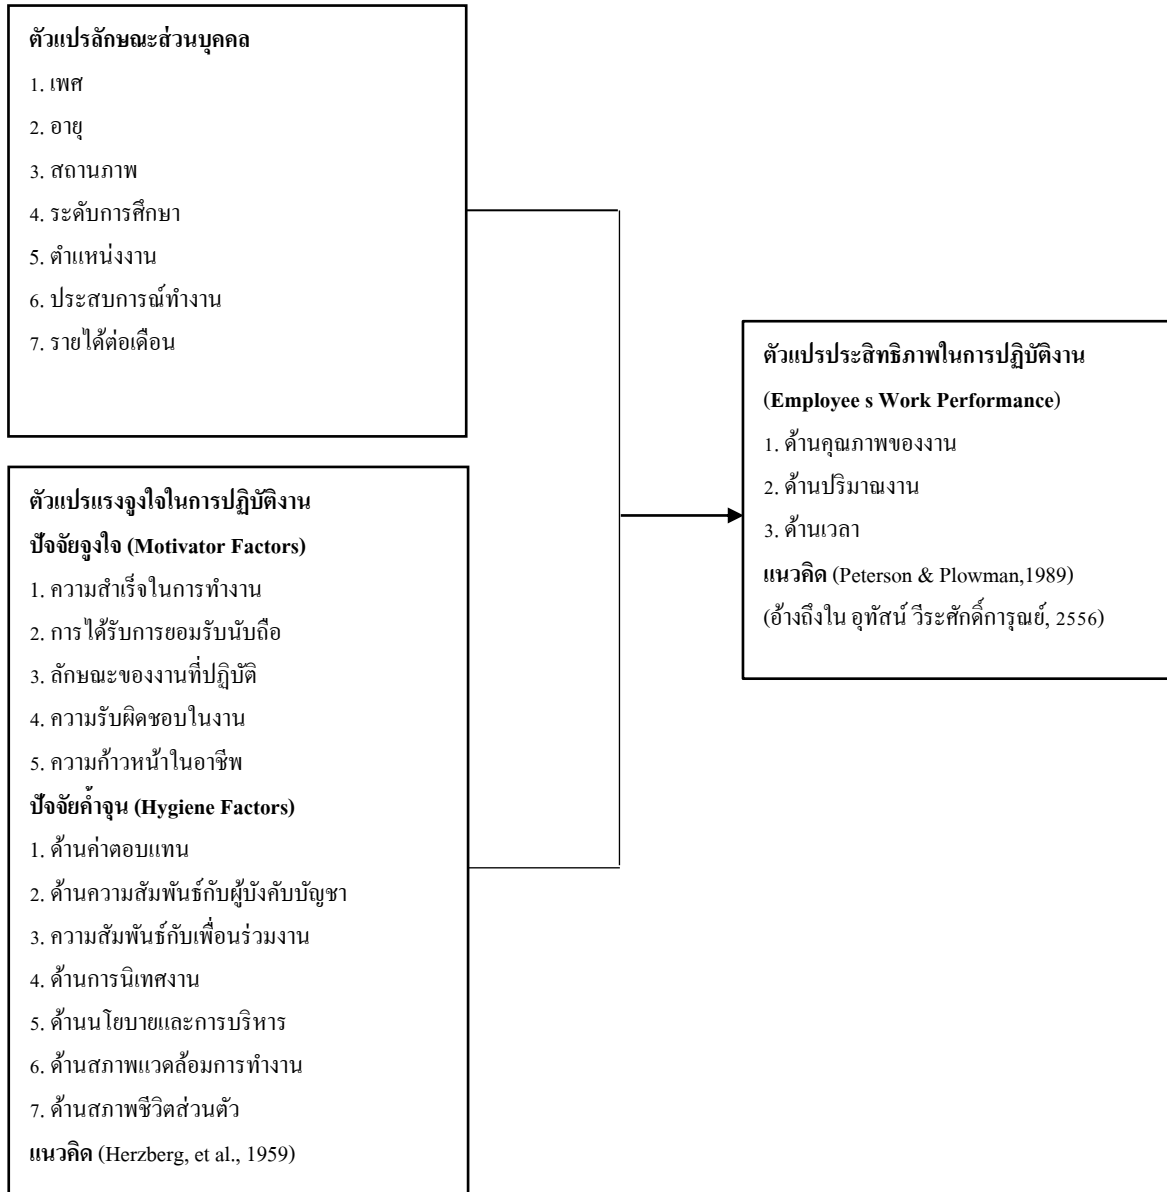 ตัวแปรลักษณะส่วนบุคคล
1. เพศ
2. อายุ
3. สถานภาพ
4. ระดับการศึกษา
5. ตำแหน่งงาน
6. ประสบการณ์ทำงาน
7. รายได้ต่อเดือน
ตัวแปรแรงจูงใจในการปฏิบัติงาน
ปัจจัยจูงใจ (Motivator Factors)
1. ความสำเร็จในการทำงาน
2. การได้รับการยอมรับนับถือ
3. ลักษณะของงานที่ปฏิบัติ
4. ความรับผิดชอบในงาน
5. ความก้าวหน้าในอาชีพ
ปัจจัยค้ำจุน (Hygiene Factors)
1. ด้านค่าตอบแทน
2. ด้านความสัมพันธ์กับผู้บังคับบัญชา
3. ความสัมพันธ์กับเพื่อนร่วมงาน
4. ด้านการนิเทศงาน
5. ด้านนโยบายและการบริหาร
6. ด้านสภาพแวดล้อมการทำงาน
7. ด้านสภาพชีวิตส่วนตัว
แนวคิด (Herzberg, et al., 1959)
ตัวแปรประสิทธิภาพในการปฏิบัติงาน
(Employee s Work Performance)
1. ด้านคุณภาพของงาน
2. ด้านปริมาณงาน
3. ด้านเวลา
แนวคิด (Peterson & Plowman,1989)
(อ้างถึงใน อุทัสน์ วีระศักดิ์การุณย์, 2556)